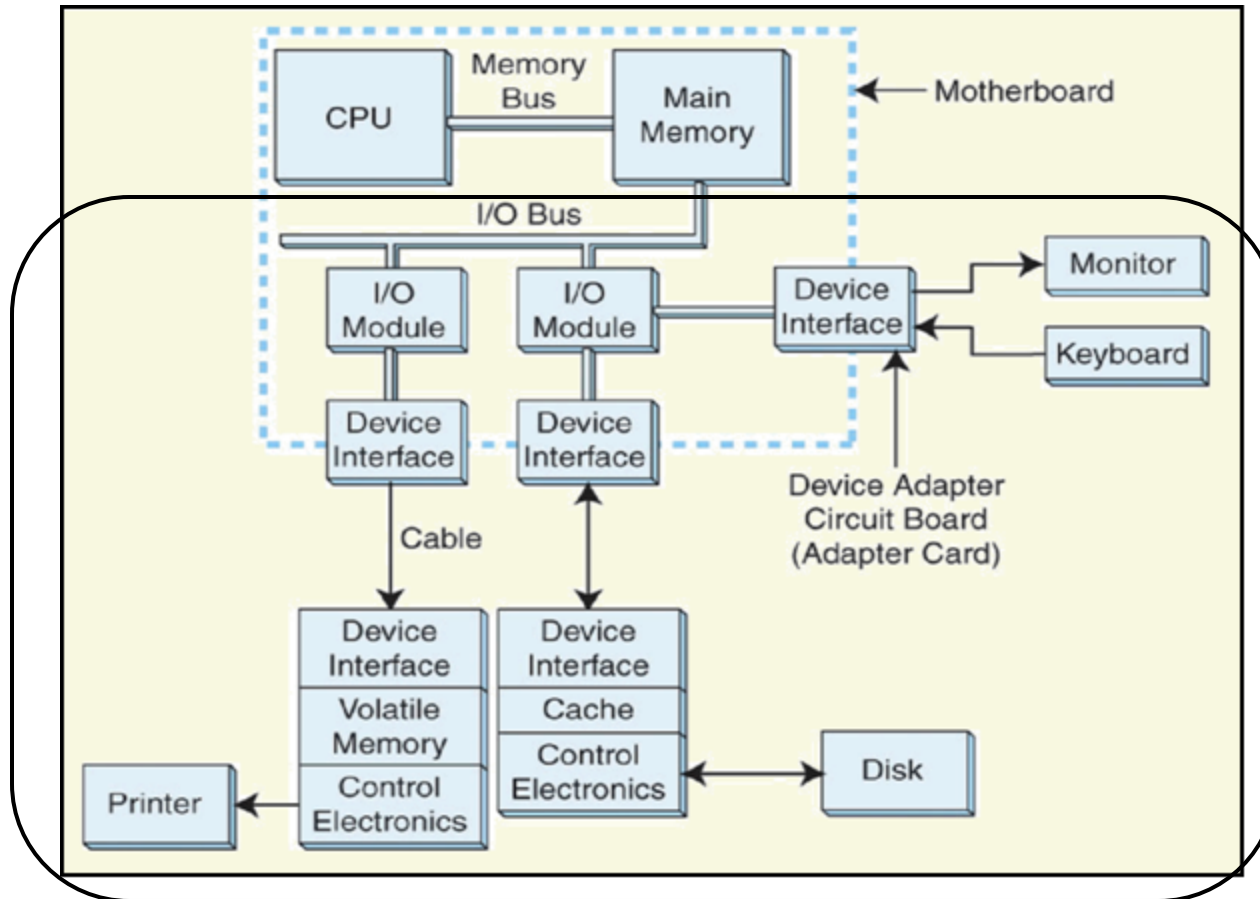 CPU
Memory
Bus
Main
Memory
Motherboard
I/O Bus
I/O
Module
I/O
Module
Device
Interface
Monitor
Keyboard
Device
Interface
Device
Interface
Device Adapter
Circuit Board
(Adapter Card)
Cable
Device
Interface
Volatile
Memory
Control
Electronics
Device
Interface
Cache
Control
Electronics
Disk
Printer